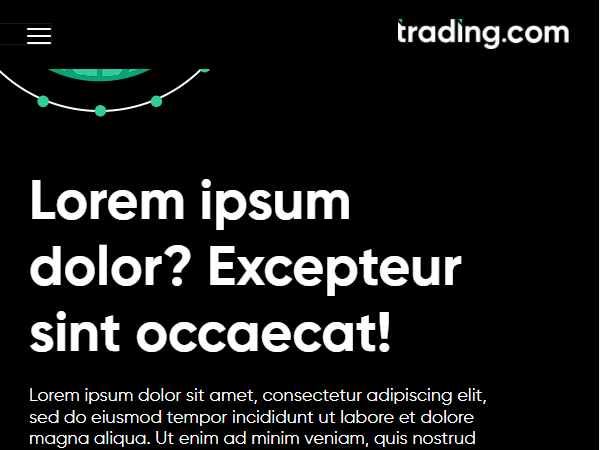 trading.com
Lorem ipsum
dolor? Excepteur
sint occaecat!
Lorem ipsum dolor sit amet, consectetur adipiscing elit,
sed do eiusmod tempor incididunt ut labore et dolore
magna aliqua. Ut enim ad minim veniam, quis nostrud